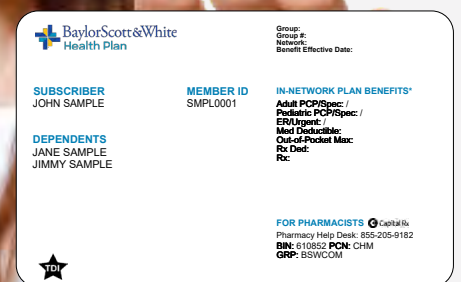 BaylorScott&White
Health Plan
Group:
Group #:
Network:
Benefit Effective Date:
SUBSCRIBER
JOHN SAMPLE
MEMBER ID
SMPL0001
DEPENDENTS
JANE SAMPLE
JIMMY SAMPLE
IN-NETWORK PLAN BENEFITS*
Adult PCP/Spec: /
Pediatric PCP/Spec: /
ER/Urgent: /
Med Deductible:
Out-of-Pocket Max:
Rx Ded:
Rx:
FOR PHARMACISTS Capital Rx
Pharmacy Help Desk: 855-205-9182
BIN: 610852 PCN: CHM
GRP: BSWCOM
TDI